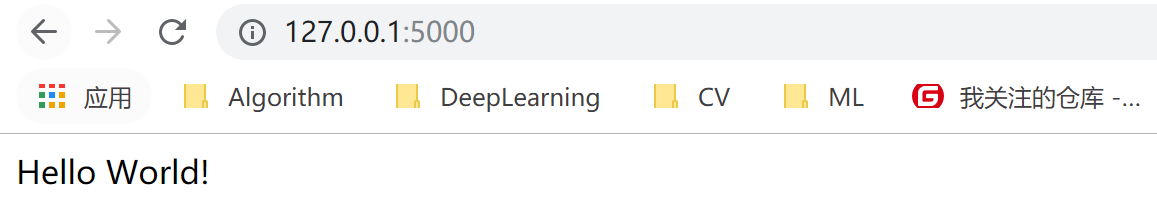 127.0.0.1:5000
应用 Algorithm DeepLearning CV ML 我关注的仓库 -...
Hello World!